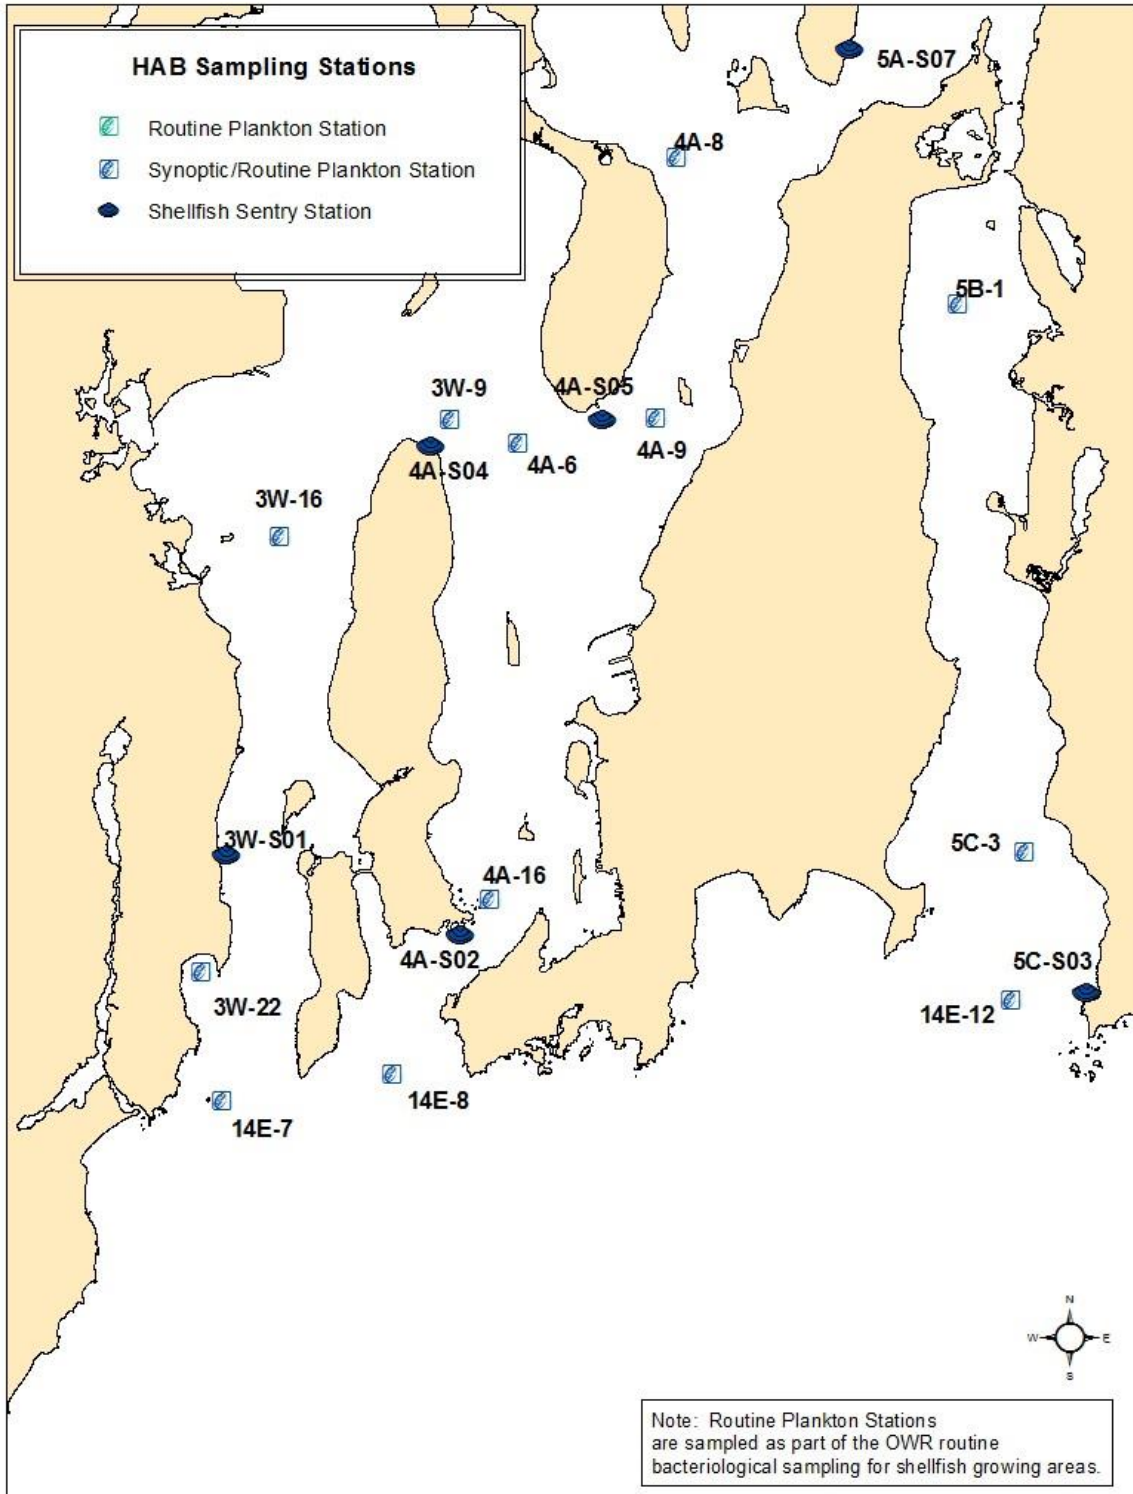 HAB Sampling Stations
Routine Plankton Station
Synoptic/Routine Plankton Station
Shellfish Sentry Station
5A-S07
4A-8
5B-1
3W-9
4A-S05
4A-S04
4A-6
4A-9
3W-16
3W-S01
5C-3
4A-16
4A-S02
5C-S03
3W-22
14E-12
14E-8
14E-7
N
W
E
S
Note: Routine Plankton Stations
are sampled as part of the OWR routine
bacteriological sampling for shellfish growing areas.